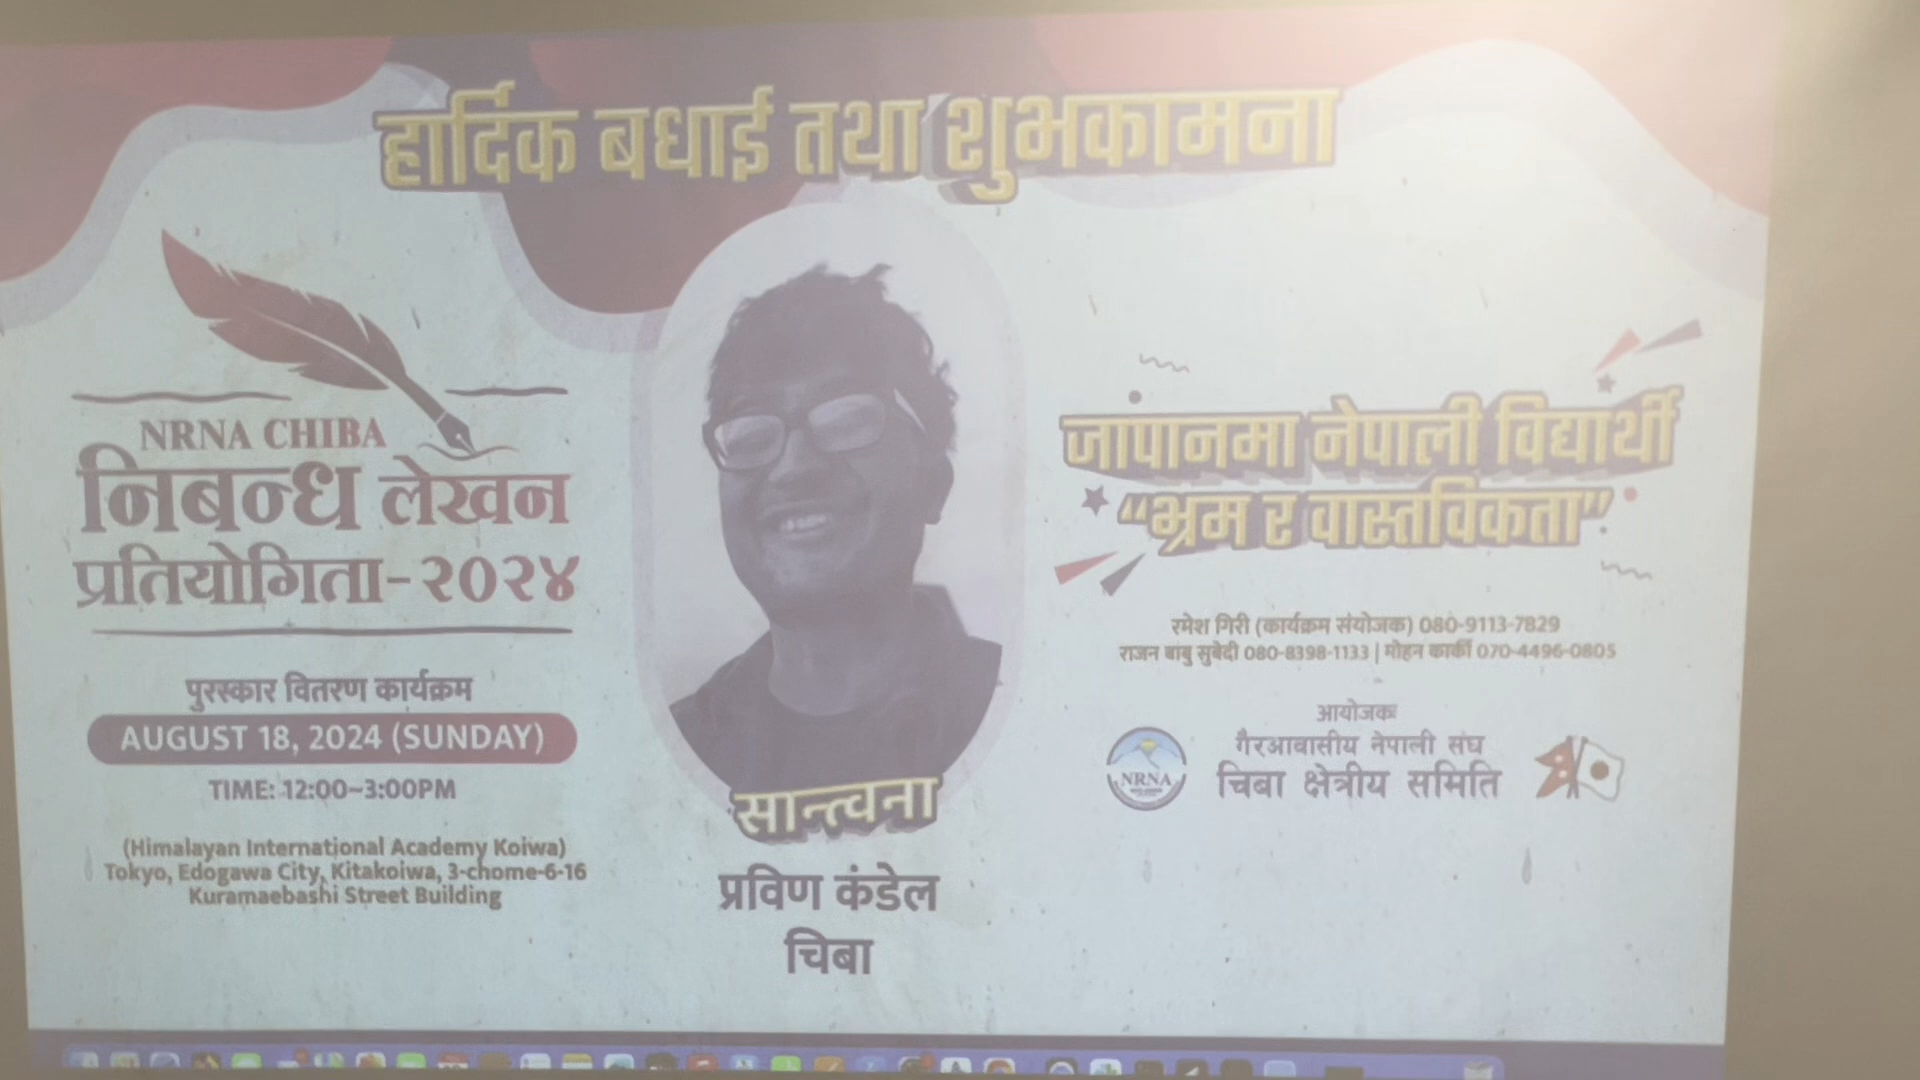 हार्दिक बधाई तथा शुभकामना
NRNA CHIBA
निबन्ध लेखन
प्रतियोगिता-२०२४
पुरस्कार वितरण कार्यक्रम
AUGUST 18, 2024 (SUNDAY)
TIME: 12:00-3:00PM
(Himalayan International Academy Koiwa)
Tokyo, Edogawa City, Kitakoiwa, 3-chome-6-16
Kuramaebashi Street Building
सान्त्वना
प्रविण कंडेल
चिबा
जापानमा नेपाली विद्यार्थी
“भ्रम र वास्तविकता”
रमेश गिरी (कार्यक्रम संयोजक) 080-9113-7829
राजन बाबु सुबेदी 080-8398-1133 | मोहन कार्की 070-4496-0805
आयोजकः
गैरआवासीय नेपाली संघ
चिबा क्षेत्रीय समिति
NRNA